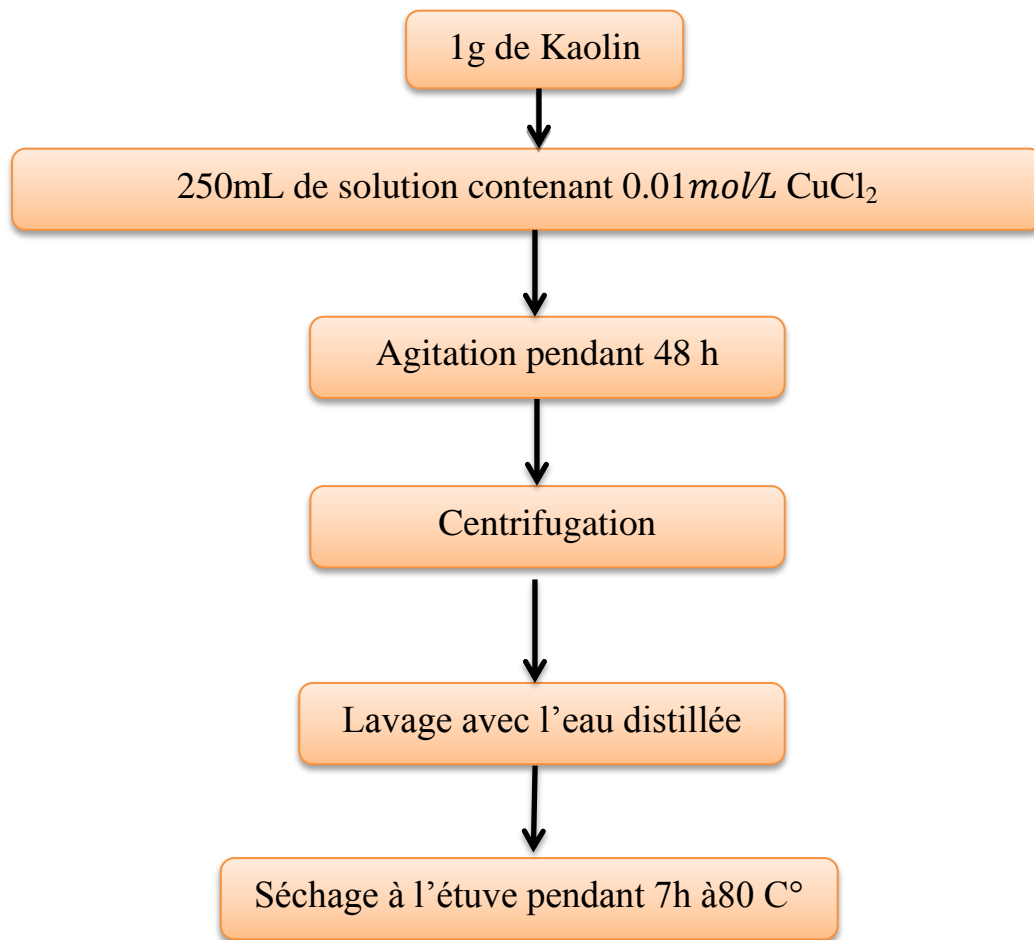 1g de Kaolin
250mL de solution contenant 0.01mol/L CuCl₂
Agitation pendant 48 h
Centrifugation
Lavage avec l’eau distillée
Séchage à l’étuve pendant 7h à80 C°